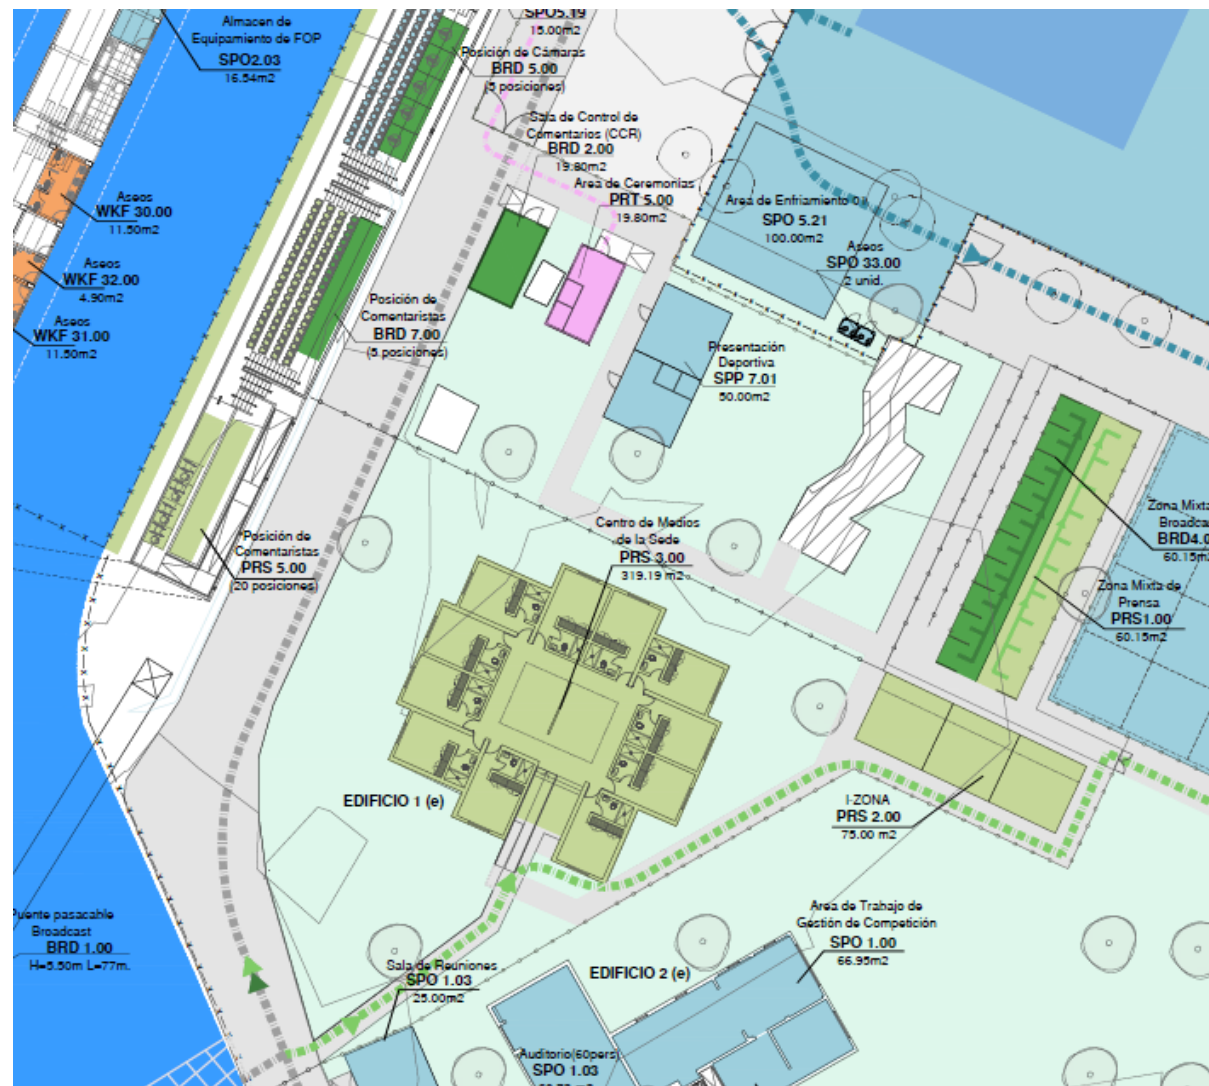 Almacen de
Equipamiento de FOP
SPO2.03
16.54m2
SPO5.19
15.00m2
Posición de Cámaras
BRD 5.00
(5 posiciones)
Sala de Control de
Comentarios (CCR)
BRD 2.00
19.80m2
Area de Ceremonias
PRT 5.00
19.80m2
Area de Enfriamiento
SPO 5.21
100.00m2
Aseos
SPO 33.00
2 unid.
Aseos
WKF 30.00
11.50m2
Aseos
WKF 32.00
4.90m2
Aseos
WKF 31.00
11.50m2
Posición de
Comentaristas
BRD 7.00
(5 posiciones)
Presentación
Deportiva
SPP 7.01
50.00m2
Posición de
Comentaristas
PRS 5.00
(20 posiciones)
Centro de Medios
de la Sede
PRS 3.00
319.19 m2
Zona Mixta
Broadca
BRD4.0
60.15m
Zona Mixta de
Prensa
PRS1.00
60.15m2
EDIFICIO 1 (e)
I-ZONA
PRS 2.00
75.00 m2
Puente pasacable
Broadcast
BRD 1.00
H=5.50m L=77m.
Area de Trabajo de
Gestión de Competición
SPO 1.00
66.95m2
Sala de Reuniones
SPO 1.03
25.00m2
EDIFICIO 2 (e)
Auditorio(60pers)
SPO 1.03